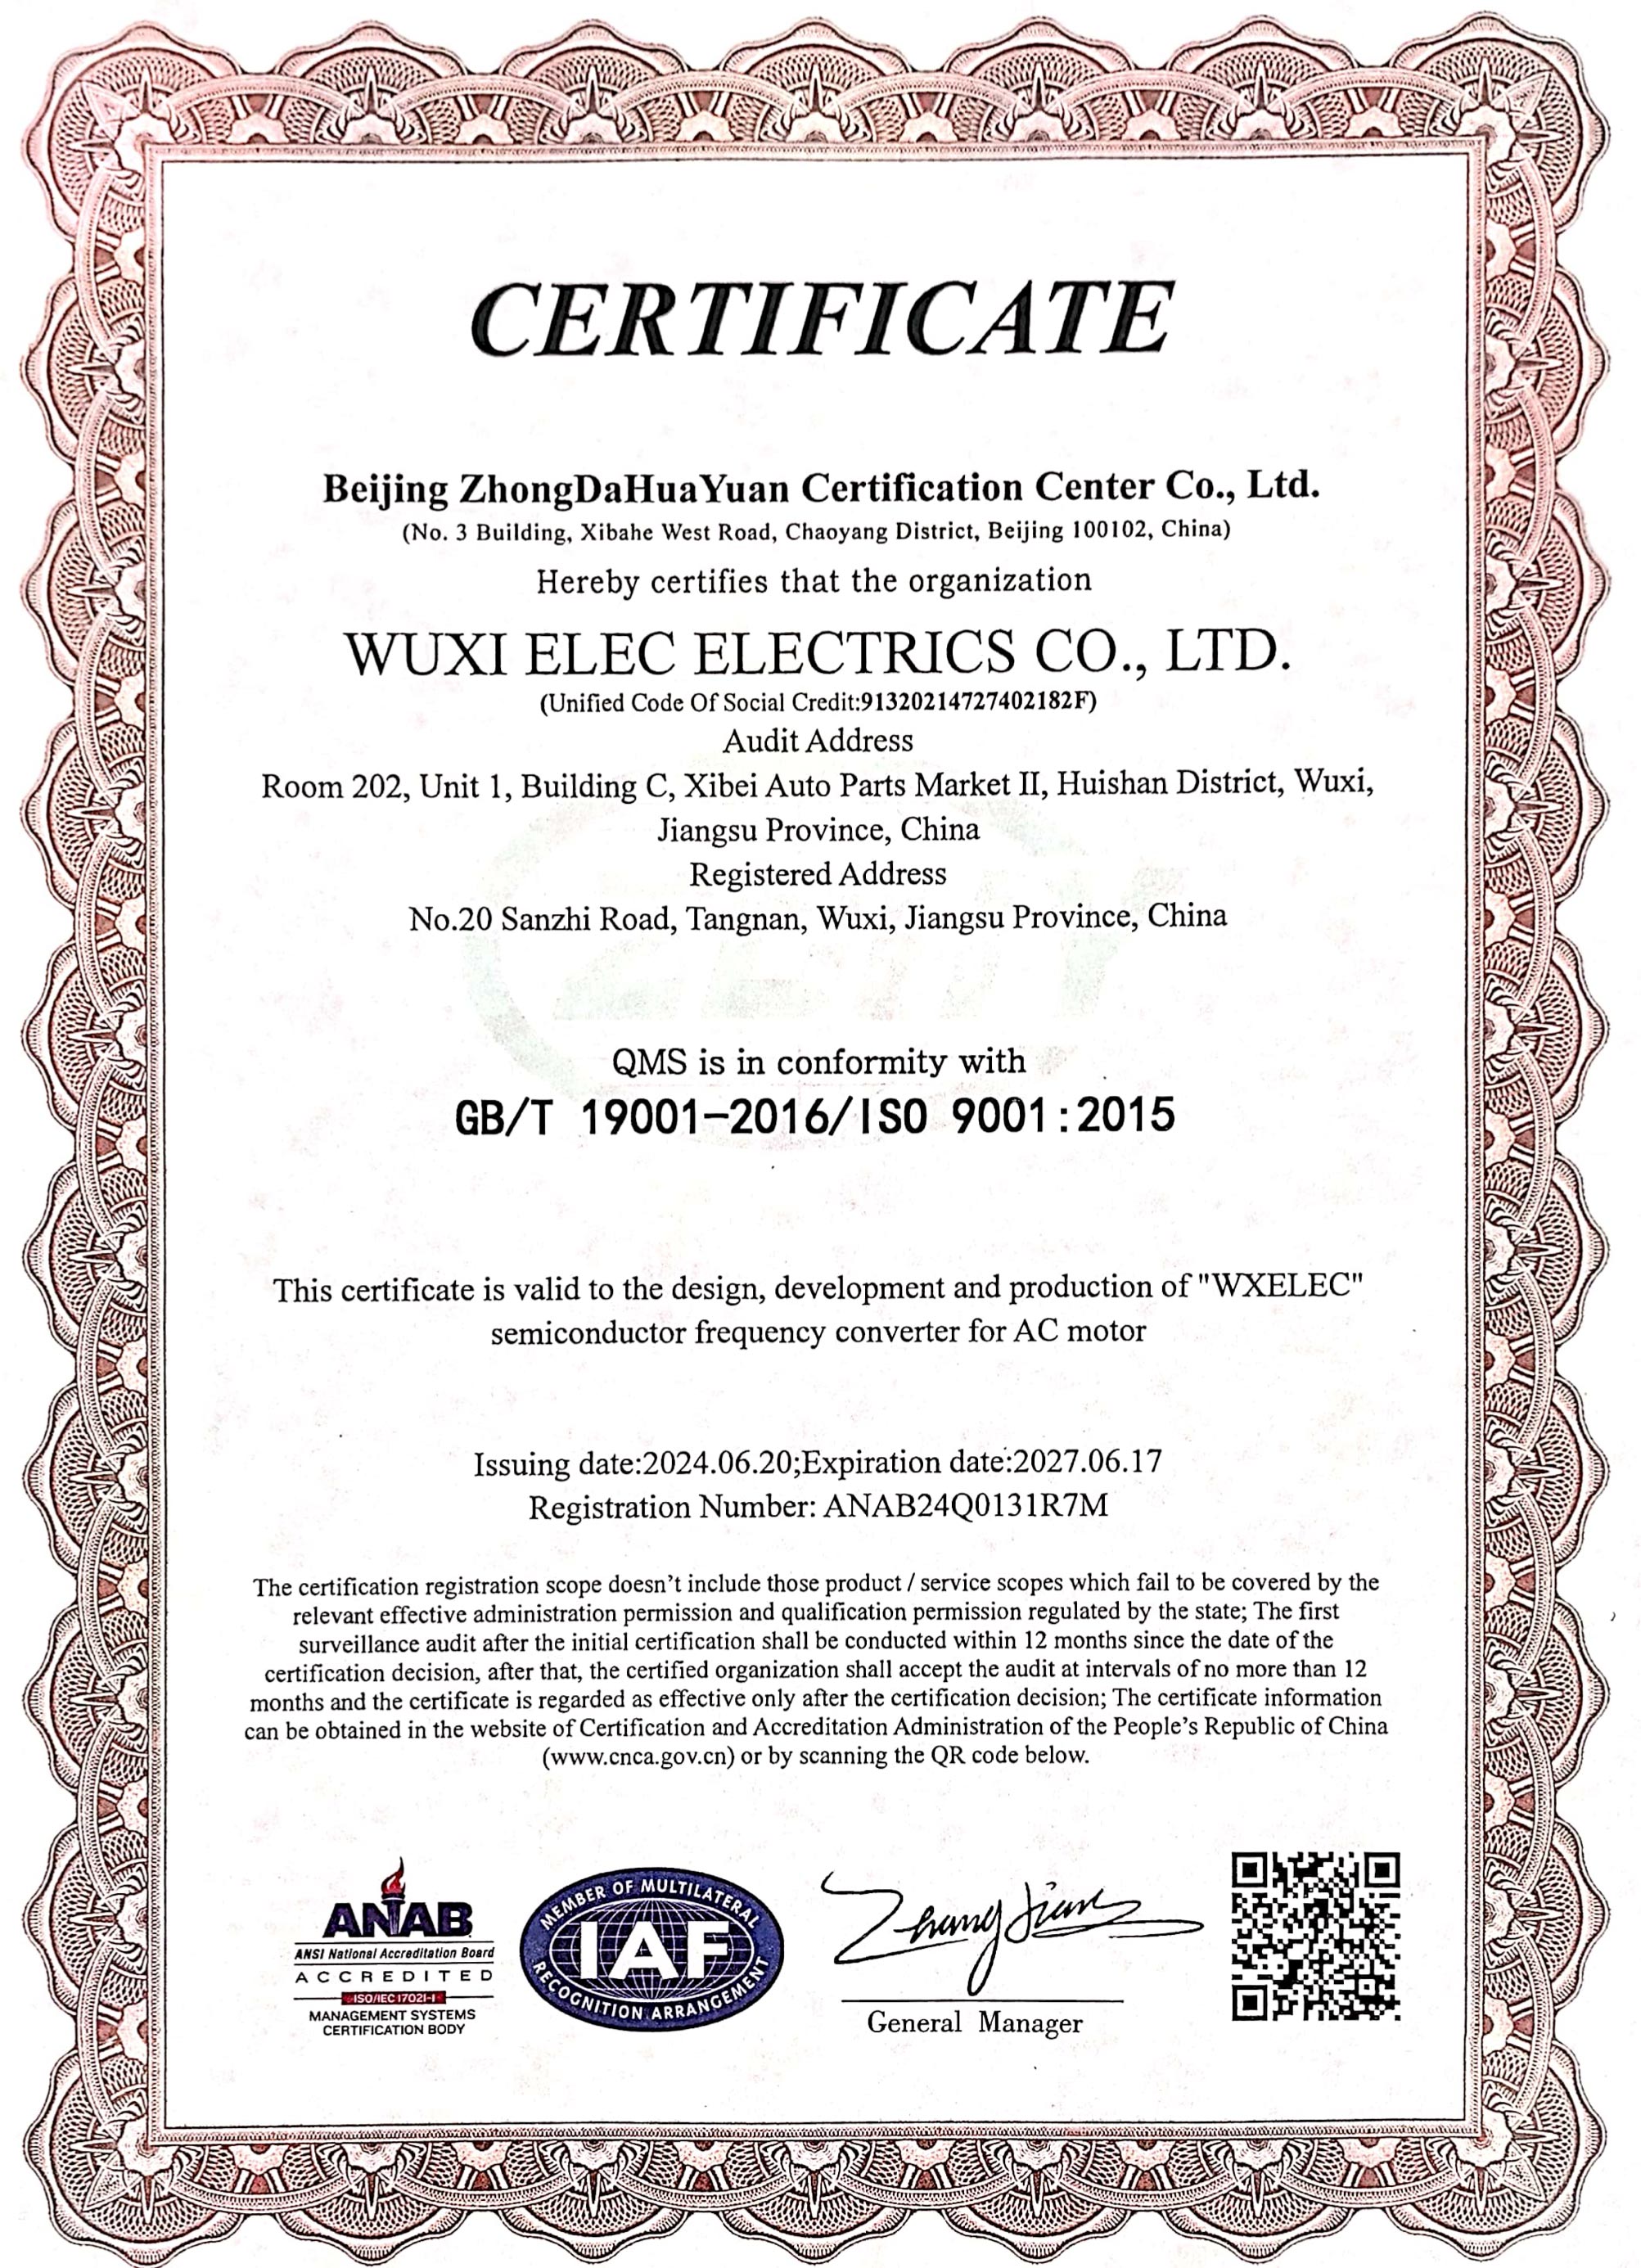 CERTIFICATE
Beijing ZhongDaHuaYuan Certification Center Co., Ltd.
(No. 3 Building, Xibahe West Road, Chaoyang District, Beijing 100102, China)
Hereby certifies that the organization
WUXI ELEC ELECTRICS CO., LTD.
(Unified Code Of Social Credit:91320214727402182F)
Audit Address
Room 202, Unit 1, Building C, Xibei Auto Parts Market II, Huishan District, Wuxi,
Jiangsu Province, China
Registered Address
No.20 Sanzhi Road, Tangnan, Wuxi, Jiangsu Province, China
QMS is in conformity with
GB/T 19001-2016/ISO 9001:2015
This certificate is valid to the design, development and production of "WXELEC"
semiconductor frequency converter for AC motor
Issuing date:2024.06.20;Expiration date:2027.06.17
Registration Number: ANAB24Q0131R7M
The certification registration scope doesn't include those product / service scopes which fail to be covered by the
relevant effective administration permission and qualification permission regulated by the state; The first
surveillance audit after the initial certification shall be conducted within 12 months since the date of the
certification decision, after that, the certified organization shall accept the audit at intervals of no more than 12
months and the certificate is regarded as effective only after the certification decision; The certificate information
can be obtained in the website of Certification and Accreditation Administration of the People's Republic of China
(www.cnca.gov.cn) or by scanning the QR code below.
ANAB
ANSI National Accreditation Board
ACCREDITED
ISO/IEC 17021-1
MANAGEMENT SYSTEMS
CERTIFICATION BODY
MEMBER OF MULTILATERAL
IAF
RECOGNITION ARRANGEMENT
Zhang Jian
General Manager